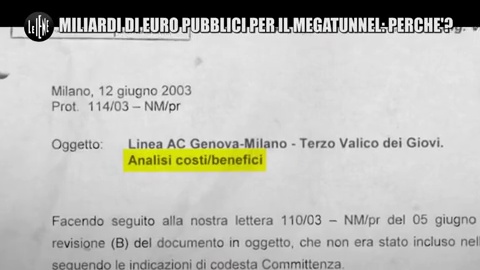 LE IENE
MILIARDI DI EURO PUBBLICI PER IL MEGATUNNEL: PERCHE'?
Milano, 12 giugno 2003
Prot. 114/03 – NM/pr
Oggetto: Linea AC Genova-Milano - Terzo Valico dei Giovi.
Analisi costi/benefici
Facendo seguito alla nostra lettera 110/03 – NM/pr del 05 giugno
revisione (B) del documento in oggetto, che non era stato incluso nell
seguendo le indicazioni di codesta Committenza.